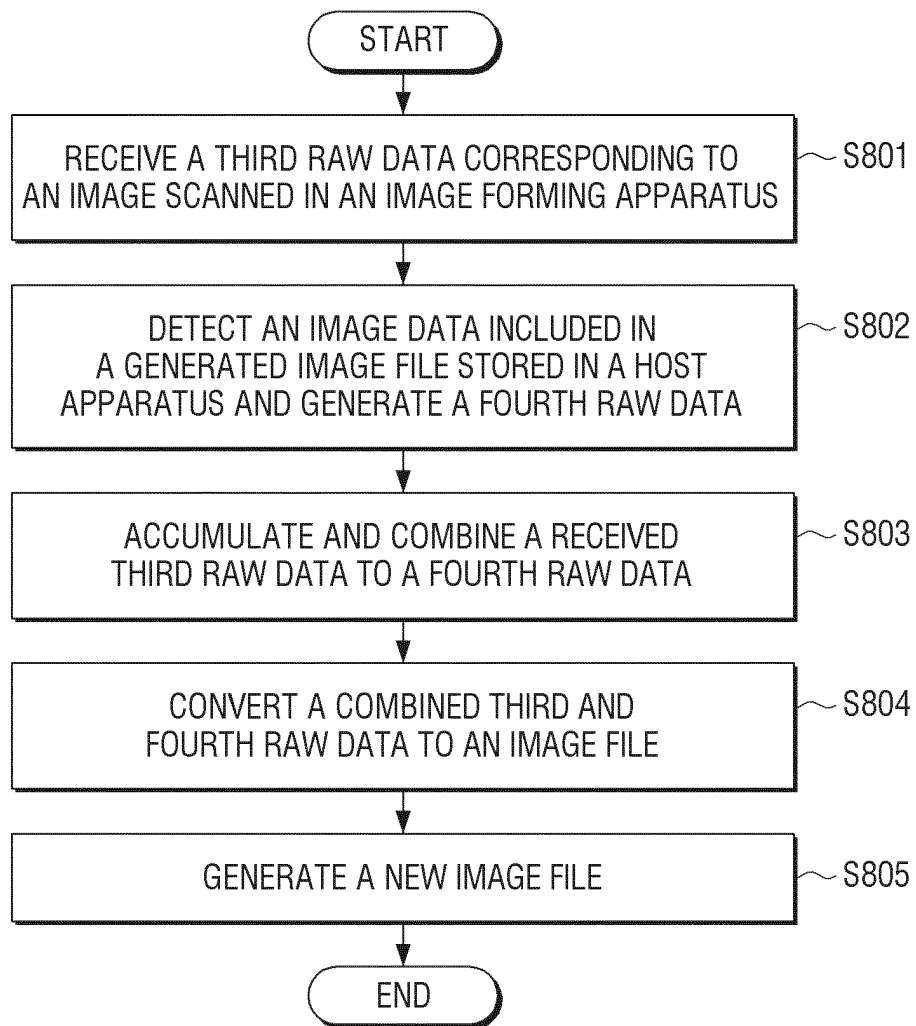 START
RECEIVE A THIRD RAW DATA CORRESPONDING TO
AN IMAGE SCANNED IN AN IMAGE FORMING APPARATUS
S801
DETECT AN IMAGE DATA INCLUDED IN
A GENERATED IMAGE FILE STORED IN A HOST
APPARATUS AND GENERATE A FOURTH RAW DATA
S802
ACCUMULATE AND COMBINE A RECEIVED
THIRD RAW DATA TO A FOURTH RAW DATA
S803
CONVERT A COMBINED THIRD AND
FOURTH RAW DATA TO AN IMAGE FILE
S804
GENERATE A NEW IMAGE FILE
S805
END